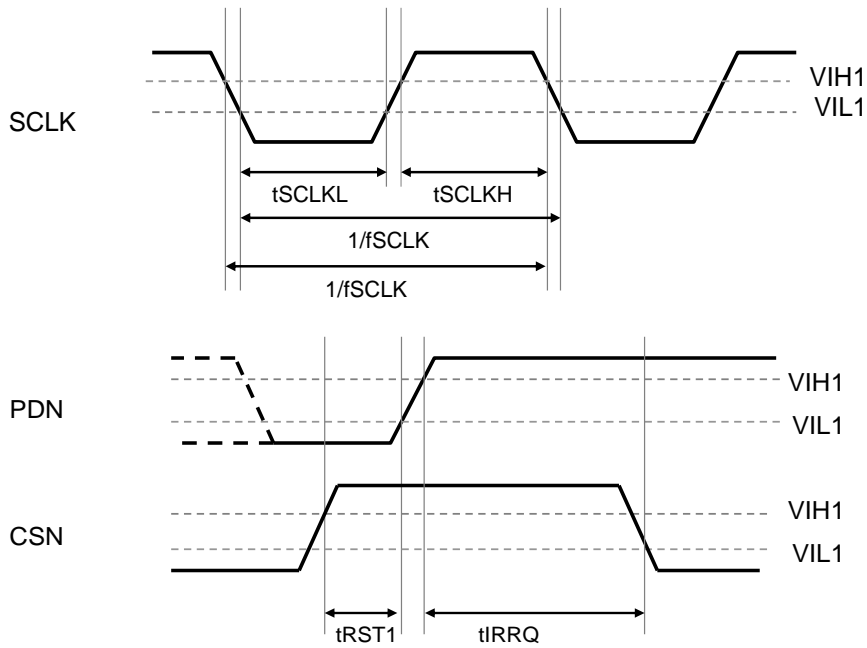 VIH1
VIL1
SCLK
tSCLKL
tSCLKH
1/fSCLK
1/fSCLK
VIH1
PDN
VIL1
VIH1
CSN
VIL1
tRST1
tIRRQ